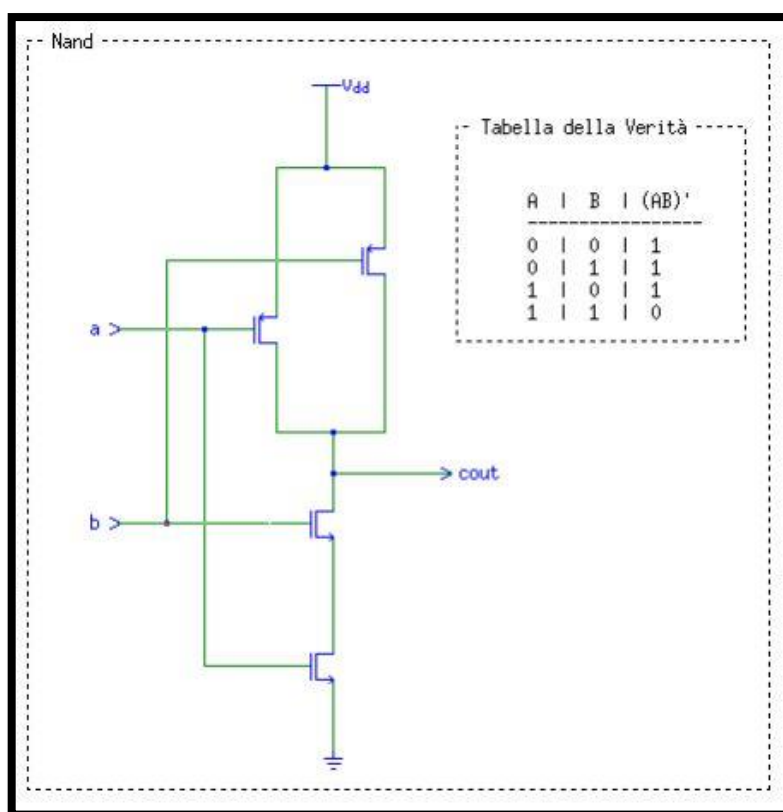 Nand
Vdd
Tabella della Verità
A | B | (AB)'
-----------------
0 | 0 | 1
0 | 1 | 1
1 | 0 | 1
1 | 1 | 0
a >
b >
cout